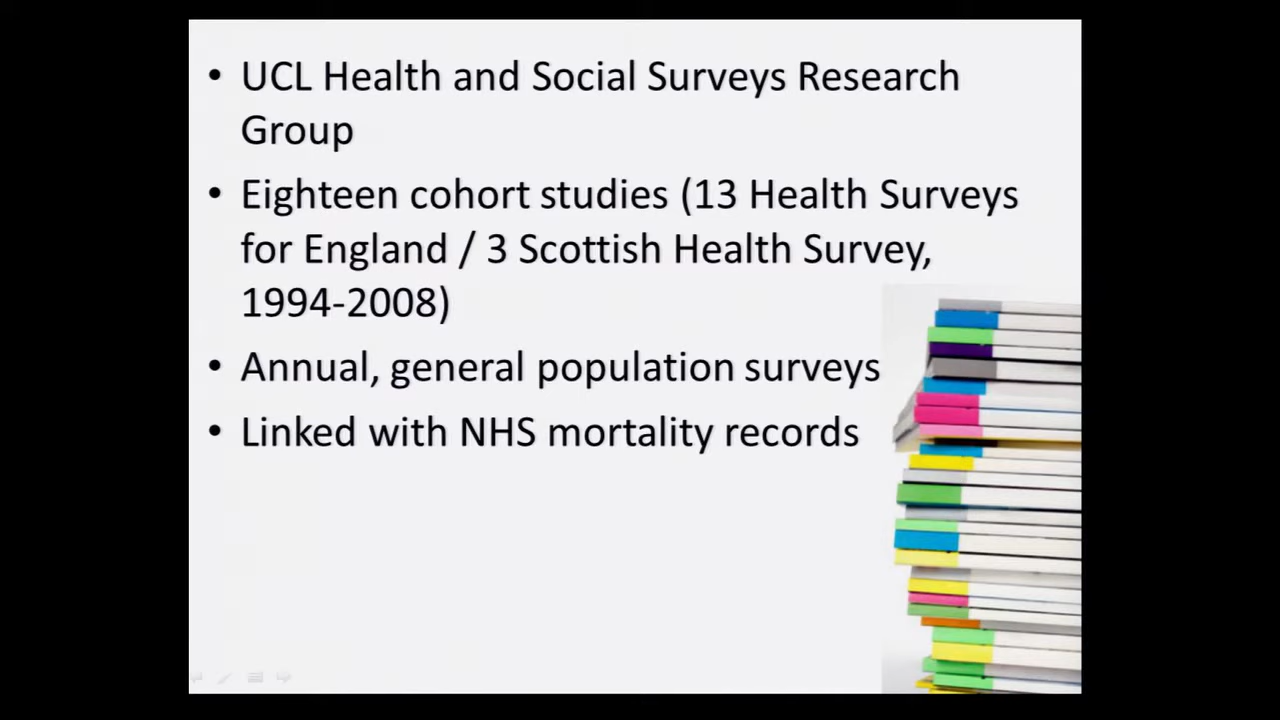 • UCL Health and Social Surveys Research
Group
• Eighteen cohort studies (13 Health Surveys
for England / 3 Scottish Health Survey,
1994-2008)
• Annual, general population surveys
• Linked with NHS mortality records